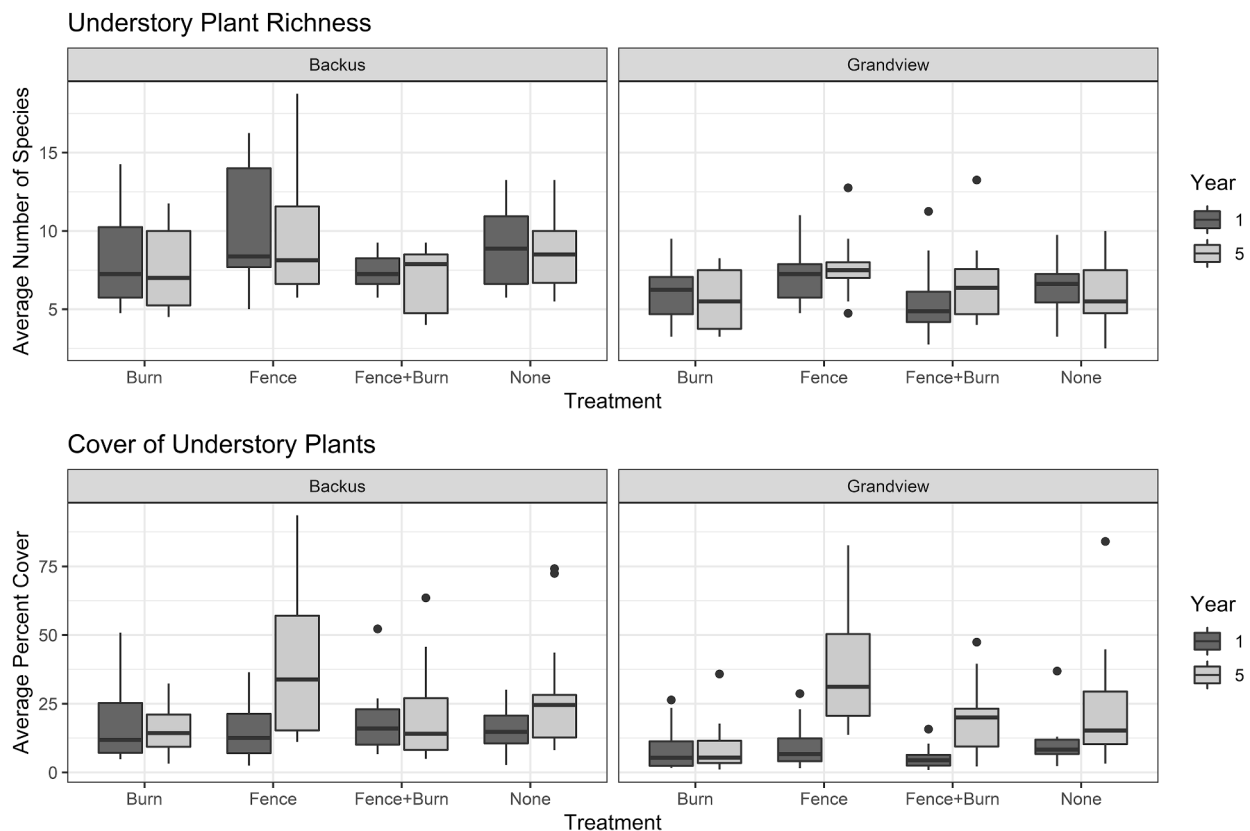 Understory Plant Richness
Backus Grandview
Average Number of Species
15
10
5
Burn Fence Fence+Burn None Burn Fence Fence+Burn None
Treatment
Year
1
5
Cover of Understory Plants
Backus Grandview
Average Percent Cover
75
50
25
0
Burn Fence Fence+Burn None Burn Fence Fence+Burn None
Treatment
Year
1
5